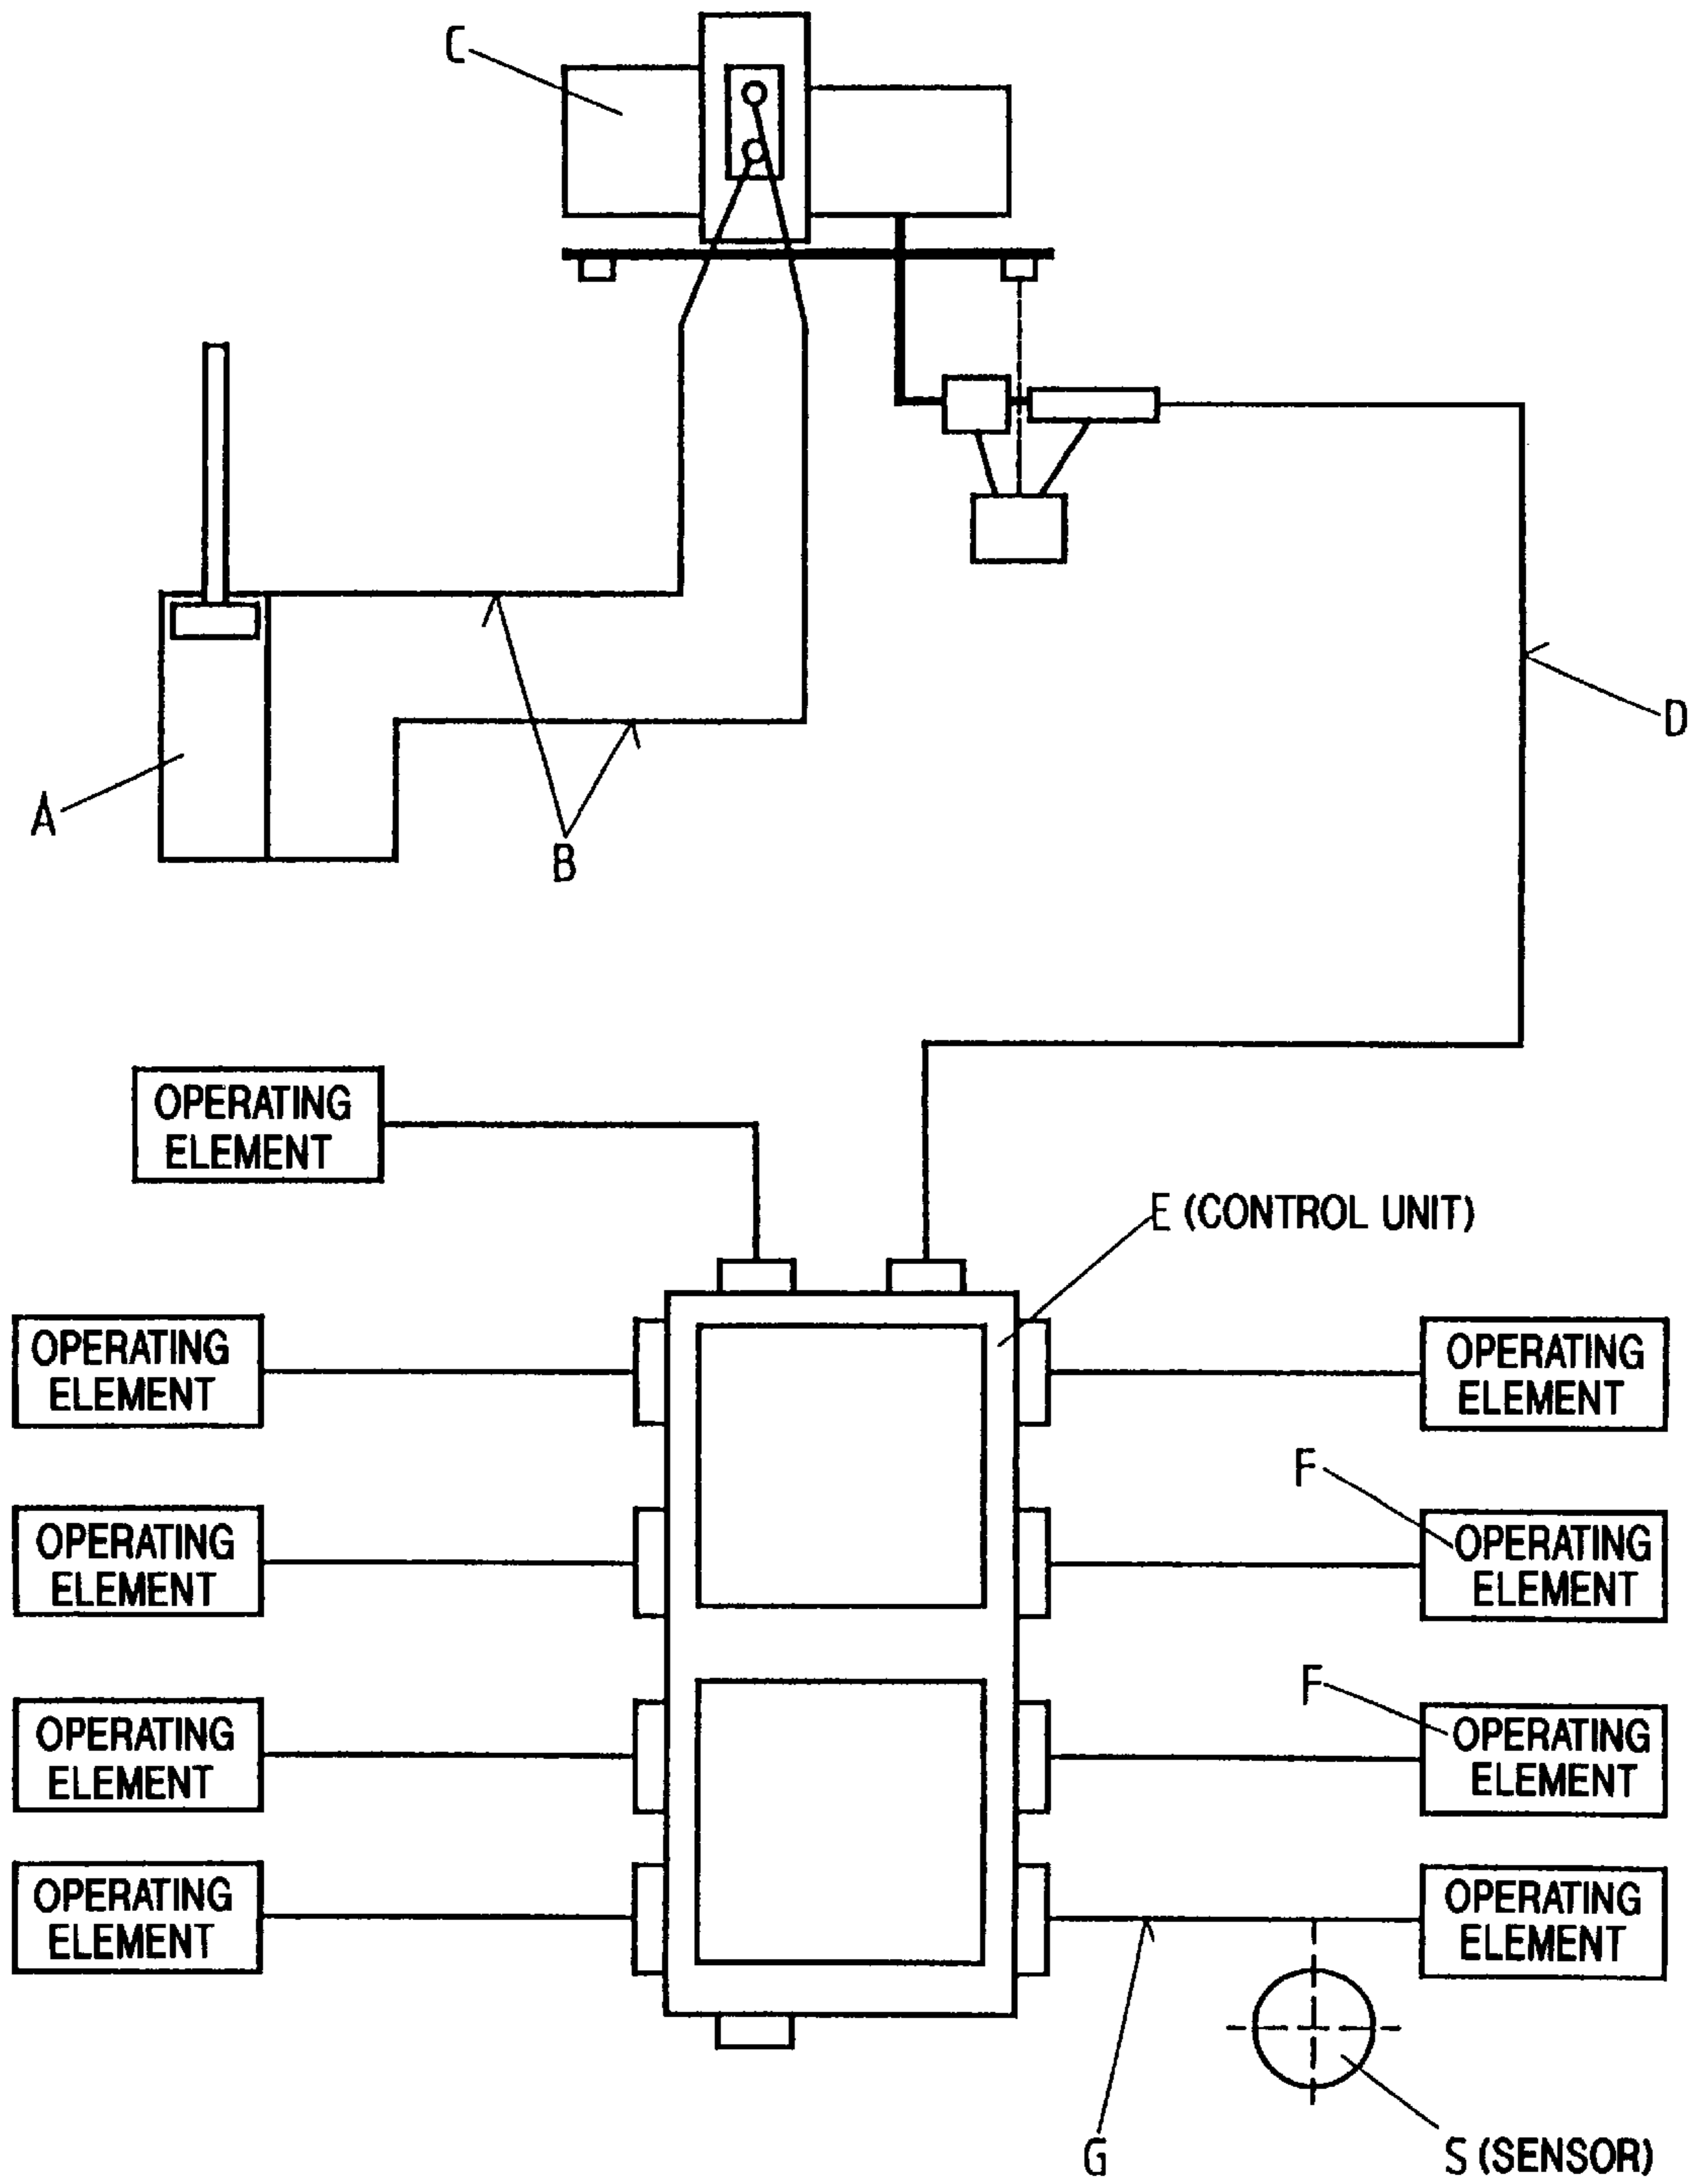 C
D
A
B
OPERATING
ELEMENT
E (CONTROL UNIT)
OPERATING
ELEMENT
OPERATING
ELEMENT
F
OPERATING
ELEMENT
OPERATING
ELEMENT
F
OPERATING
ELEMENT
OPERATING
ELEMENT
OPERATING
ELEMENT
OPERATING
ELEMENT
G
S (SENSOR)